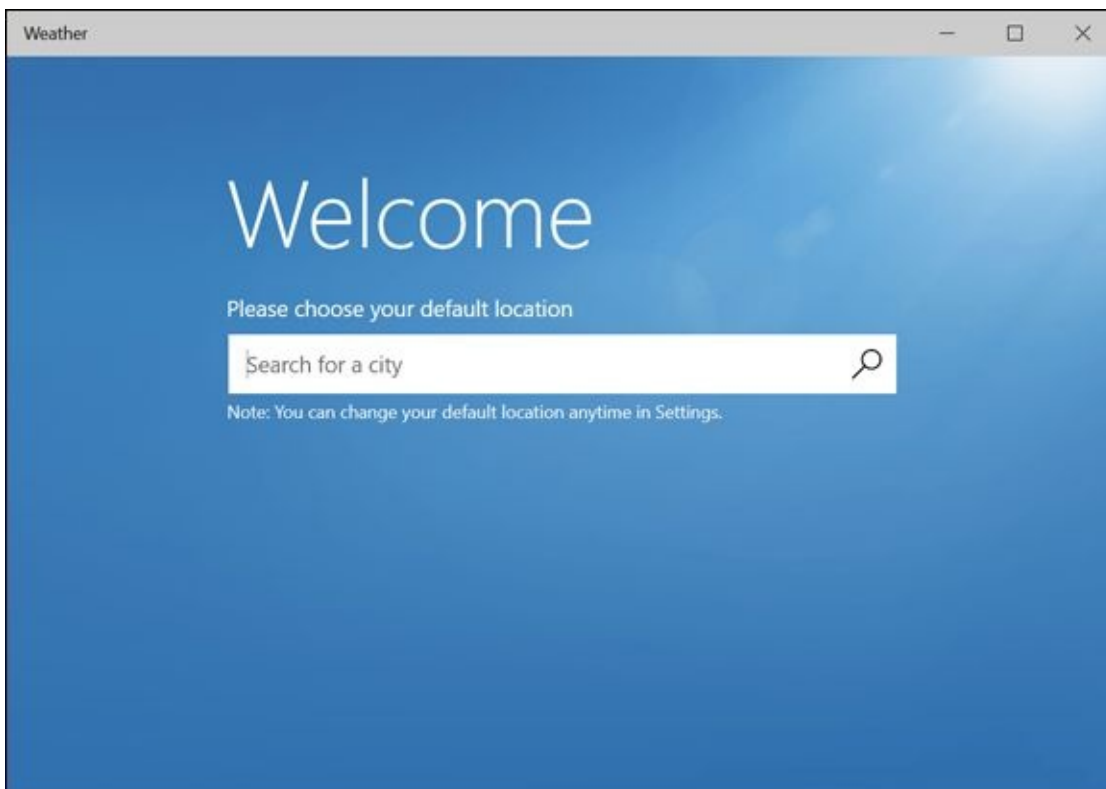 Weather
Welcome
Please choose your default location
Search for a city
Note: You can change your default location anytime in Settings.